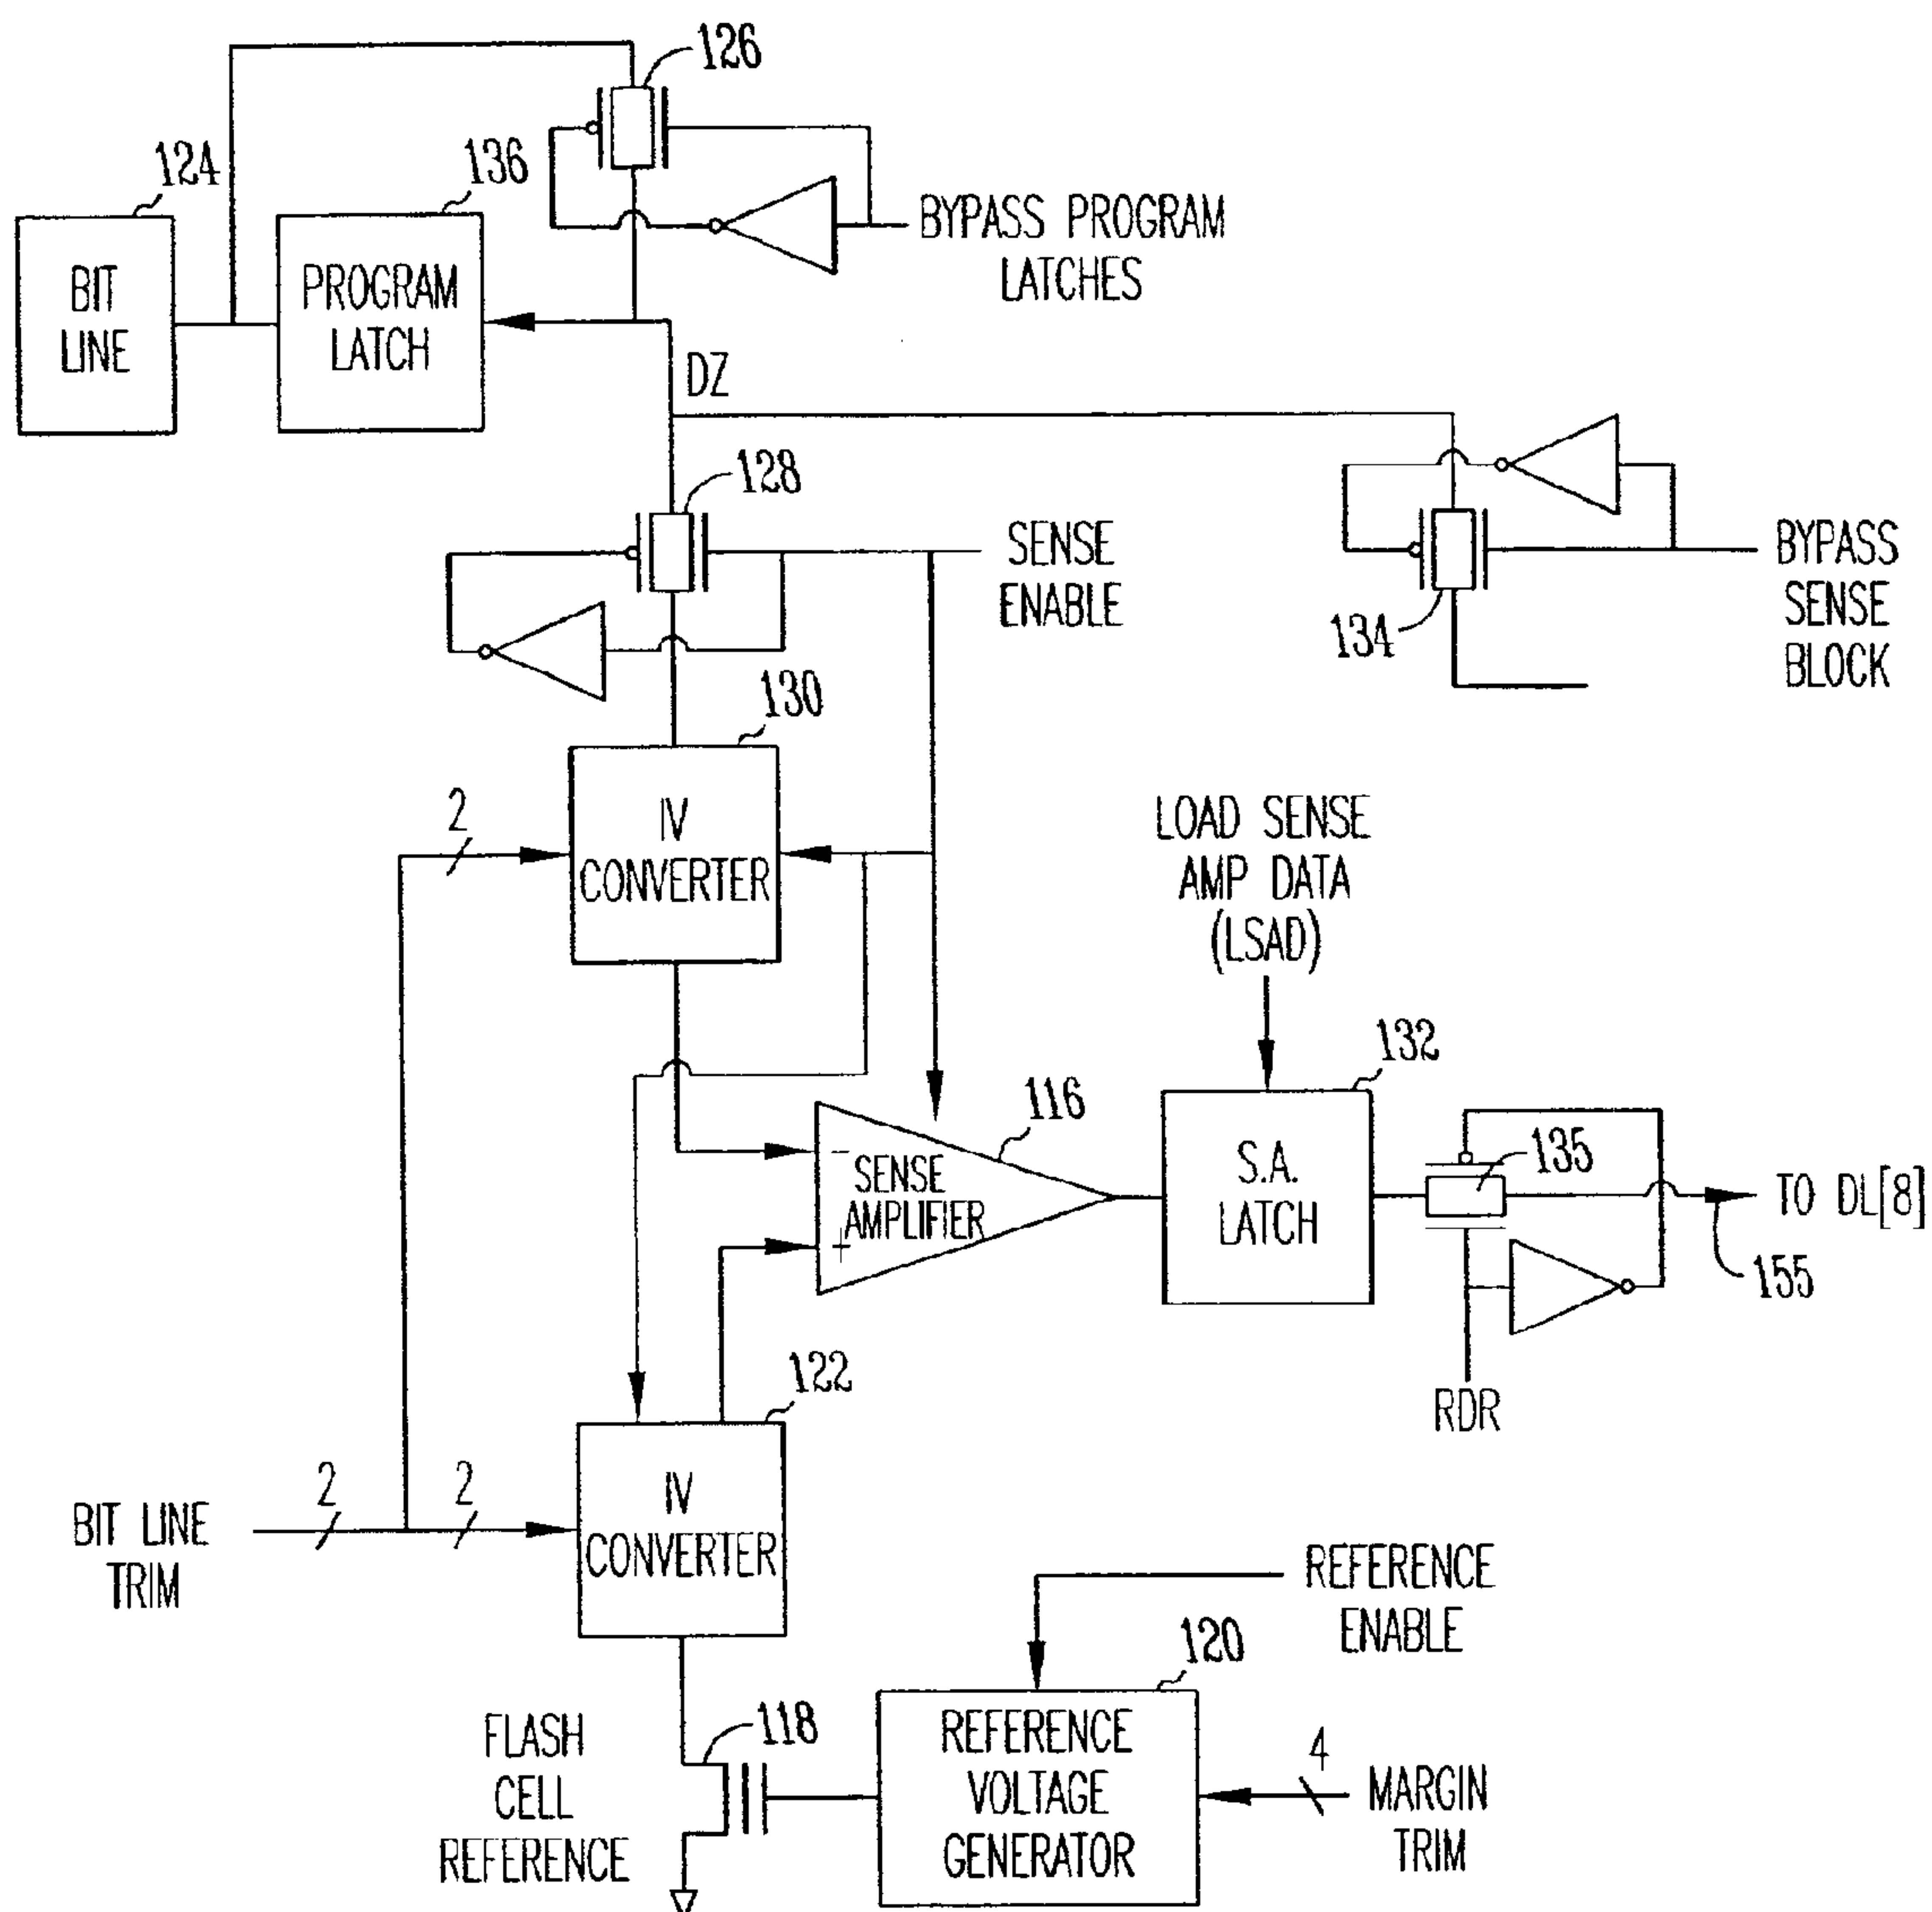 126
124
136
BYPASS PROGRAM
LATCHES
BIT
LINE
PROGRAM
LATCH
DZ
128
SENSE
ENABLE
134
BYPASS
SENSE
BLOCK
130
2
IV
CONVERTER
LOAD SENSE
AMP DATA
(LSAD)
132
116
−
SENSE
AMPLIFIER
+
S.A.
LATCH
135
TO DL[8]
155
RDR
122
BIT LINE
TRIM
2
2
IV
CONVERTER
REFERENCE
ENABLE
120
FLASH
CELL
REFERENCE
118
REFERENCE
VOLTAGE
GENERATOR
4
MARGIN
TRIM